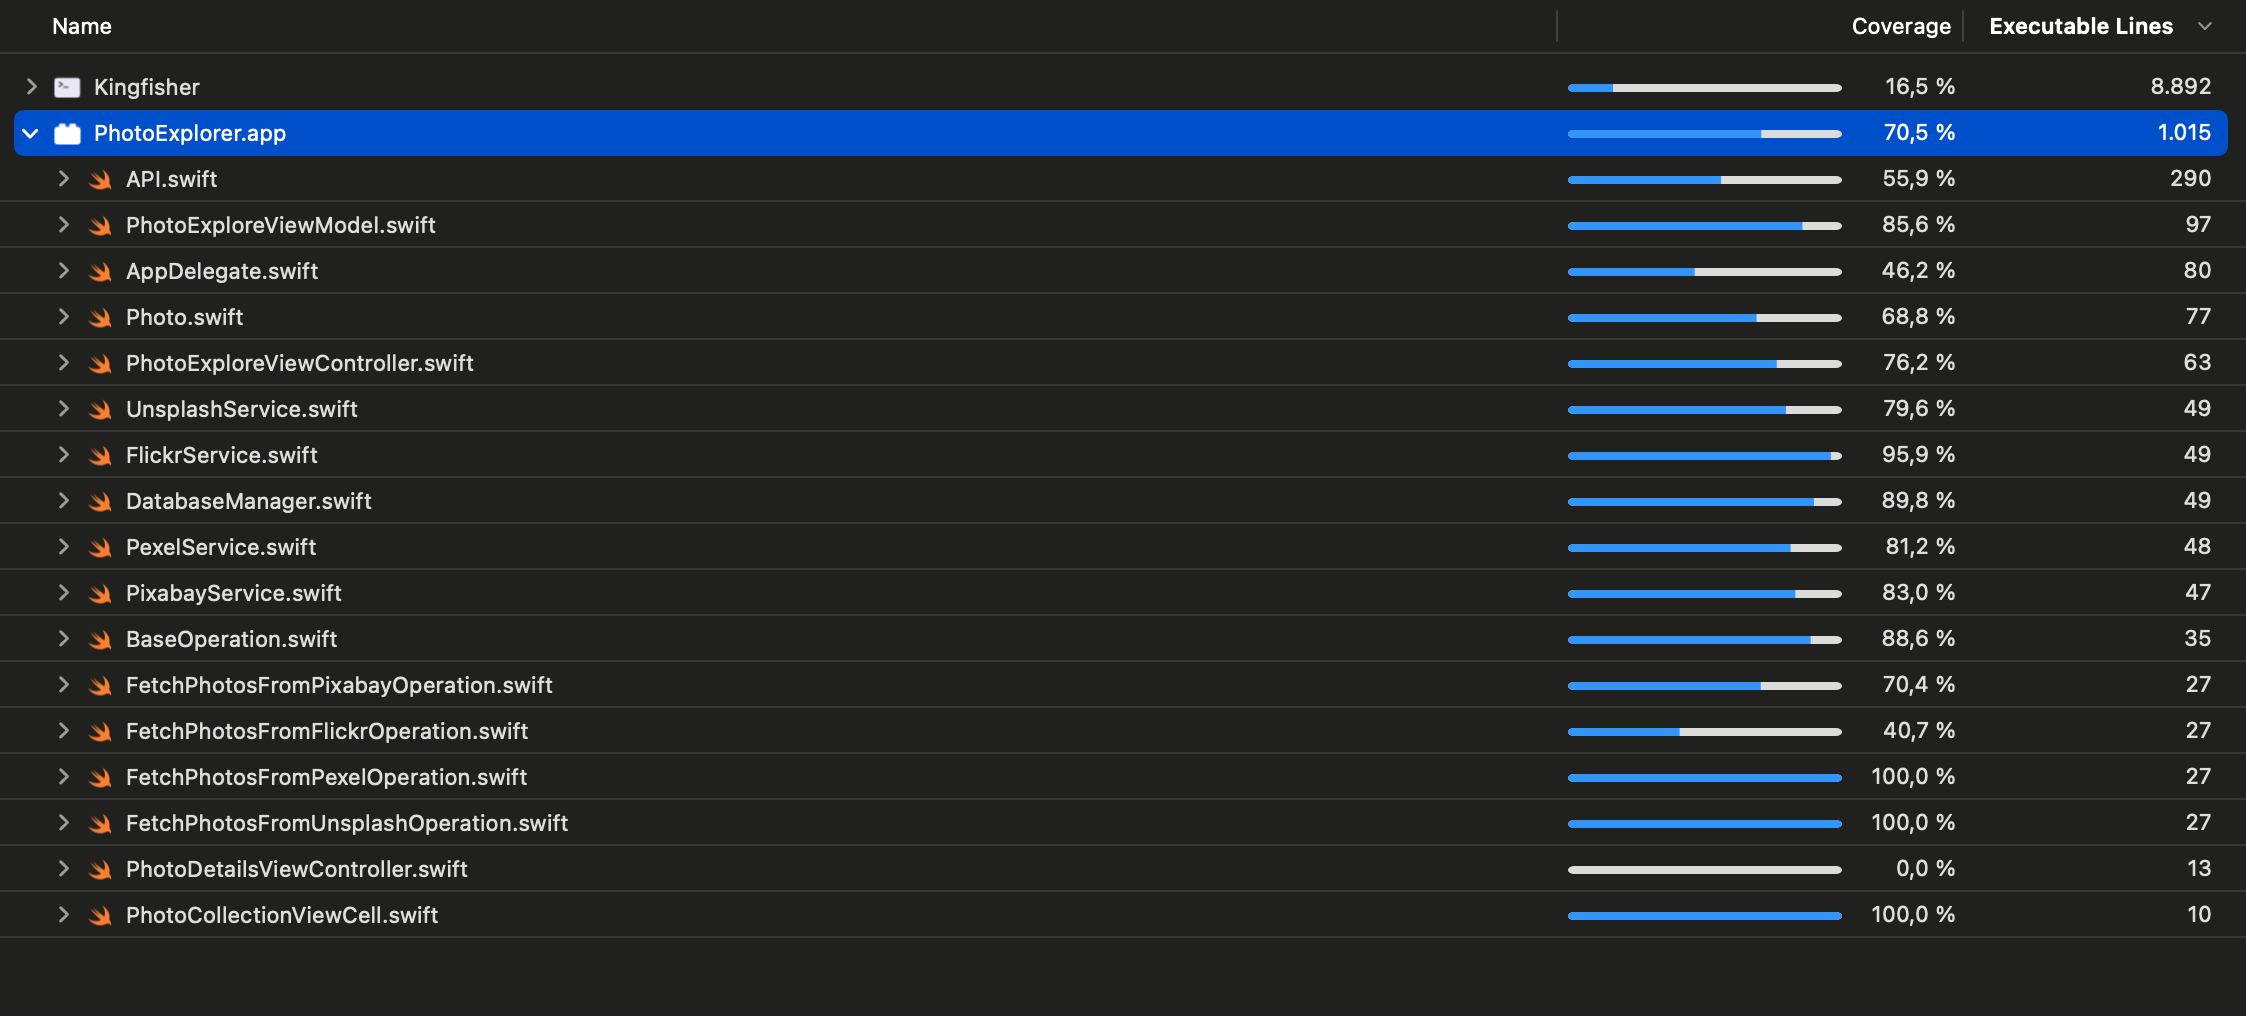 Name Coverage Executable Lines
Kingfisher 16,5 % 8.892
PhotoExplorer.app 70,5 % 1.015
API.swift 55,9 % 290
PhotoExploreViewModel.swift 85,6 % 97
AppDelegate.swift 46,2 % 80
Photo.swift 68,8 % 77
PhotoExploreViewController.swift 76,2 % 63
UnsplashService.swift 79,6 % 49
FlickrService.swift 95,9 % 49
DatabaseManager.swift 89,8 % 49
PexelService.swift 81,2 % 48
PixabayService.swift 83,0 % 47
BaseOperation.swift 88,6 % 35
FetchPhotosFromPixabayOperation.swift 70,4 % 27
FetchPhotosFromFlickrOperation.swift 40,7 % 27
FetchPhotosFromPexelOperation.swift 100,0 % 27
FetchPhotosFromUnsplashOperation.swift 100,0 % 27
PhotoDetailsViewController.swift 0,0 % 13
PhotoCollectionViewCell.swift 100,0 % 10